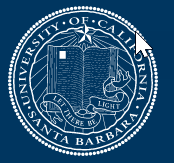 ·UNIVERSITY·OF·CALIFORNIA·
SANTA BARBARA
LET THERE BE
LIGHT